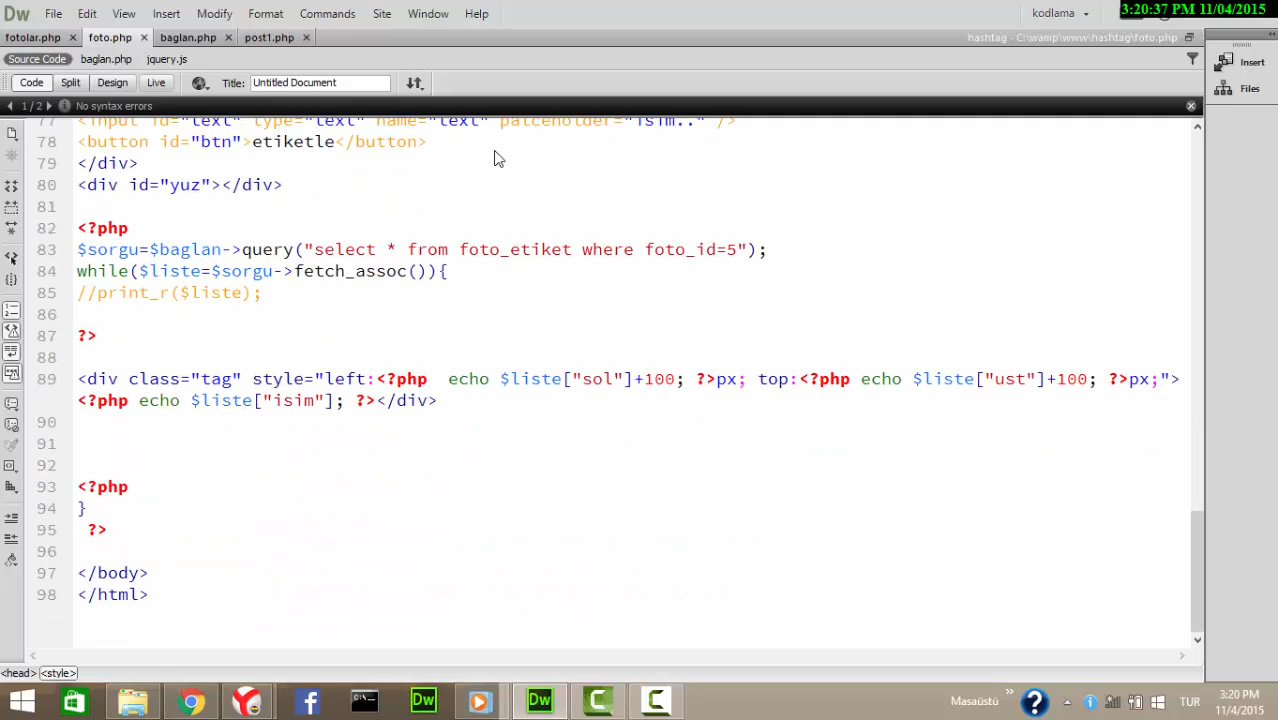 Dw File Edit View Insert Modify Format Commands Site Window Help kodlama 3:20:37 PM 11/04/2015
fotolar.php × foto.php × baglan.php × post1.php × hashtag - C:\wamp\www\hashtag\foto.php
Source Code baglan.php jquery.js
Code Split Design Live Title: Untitled Document
1 / 2 No syntax errors
Insert
Files
77 <input id="text" type="text" name="text" patceholder="isim.." />
78 <button id="btn">etiketle</button>
79 </div>
80 <div id="yuz"></div>
81
82 <?php
83 $sorgu=$baglan->query("select * from foto_etiket where foto_id=5");
84 while($liste=$sorgu->fetch_assoc()){
85 //print_r($liste);
86
87 ?>
88
89 <div class="tag" style="left:<?php  echo $liste["sol"]+100; ?>px; top:<?php echo $liste["ust"]+100; ?>px;">
<?php echo $liste["isim"]; ?></div>
90
91
92
93 <?php
94 }
95 ?>
96
97 </body>
98 </html>
<head> <style>
Masaüstü » TUR 3:20 PM
11/4/2015